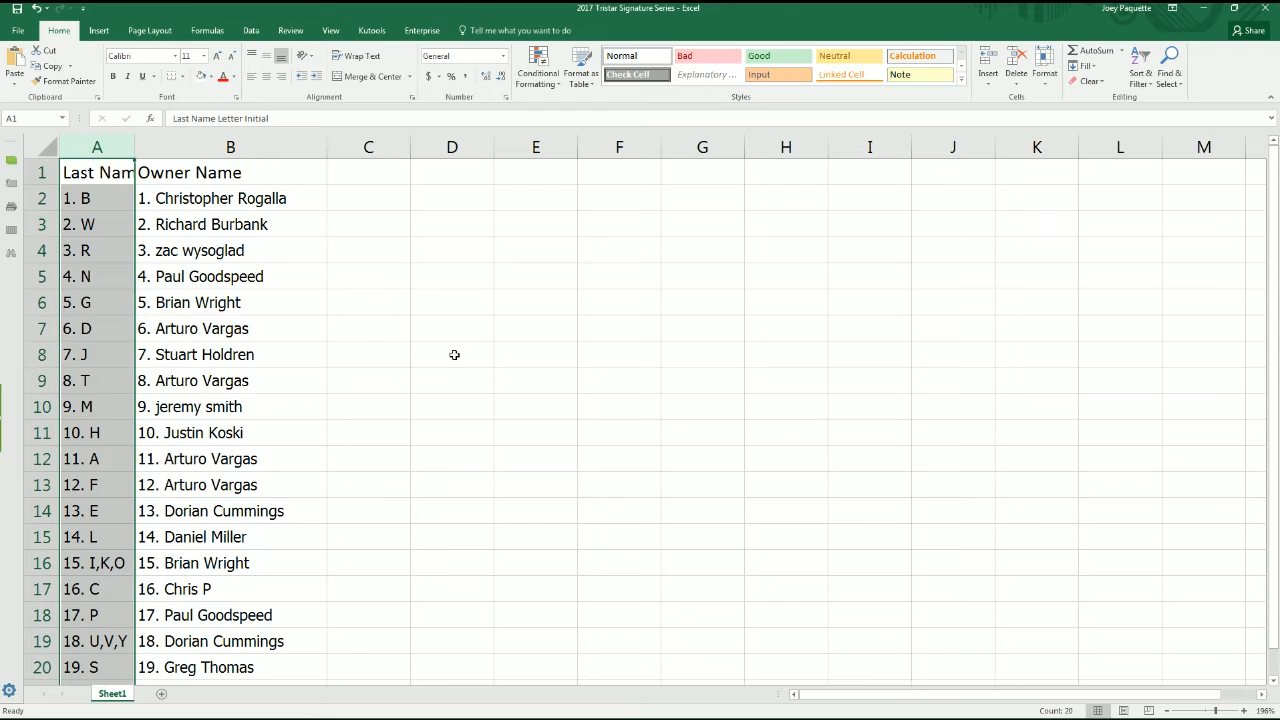 2017 Tristar Signature Series - Excel
Joey Paquette
File Home Insert Page Layout Formulas Data Review View Kutools Enterprise Tell me what you want to do
Share
Paste
Cut
Copy
Format Painter
Clipboard
Calibri 11
B I U
Font
Wrap Text
Merge & Center
Alignment
General
$ % ,
Number
Conditional Formatting
Format as Table
Normal Bad Good Neutral Calculation
Check Cell Explanatory ... Input Linked Cell Note
Styles
Insert Delete Format
Cells
AutoSum
Fill
Clear
Sort & Filter
Find & Select
Editing
A1 fx Last Name Letter Initial
A B C D E F G H I J K L M
1 Last Nam Owner Name
2 1. B 1. Christopher Rogalla
3 2. W 2. Richard Burbank
4 3. R 3. zac wysoglad
5 4. N 4. Paul Goodspeed
6 5. G 5. Brian Wright
7 6. D 6. Arturo Vargas
8 7. J 7. Stuart Holdren
9 8. T 8. Arturo Vargas
10 9. M 9. jeremy smith
11 10. H 10. Justin Koski
12 11. A 11. Arturo Vargas
13 12. F 12. Arturo Vargas
14 13. E 13. Dorian Cummings
15 14. L 14. Daniel Miller
16 15. I,K,O 15. Brian Wright
17 16. C 16. Chris P
18 17. P 17. Paul Goodspeed
19 18. U,V,Y 18. Dorian Cummings
20 19. S 19. Greg Thomas
Sheet1
Ready
Count: 20
196%